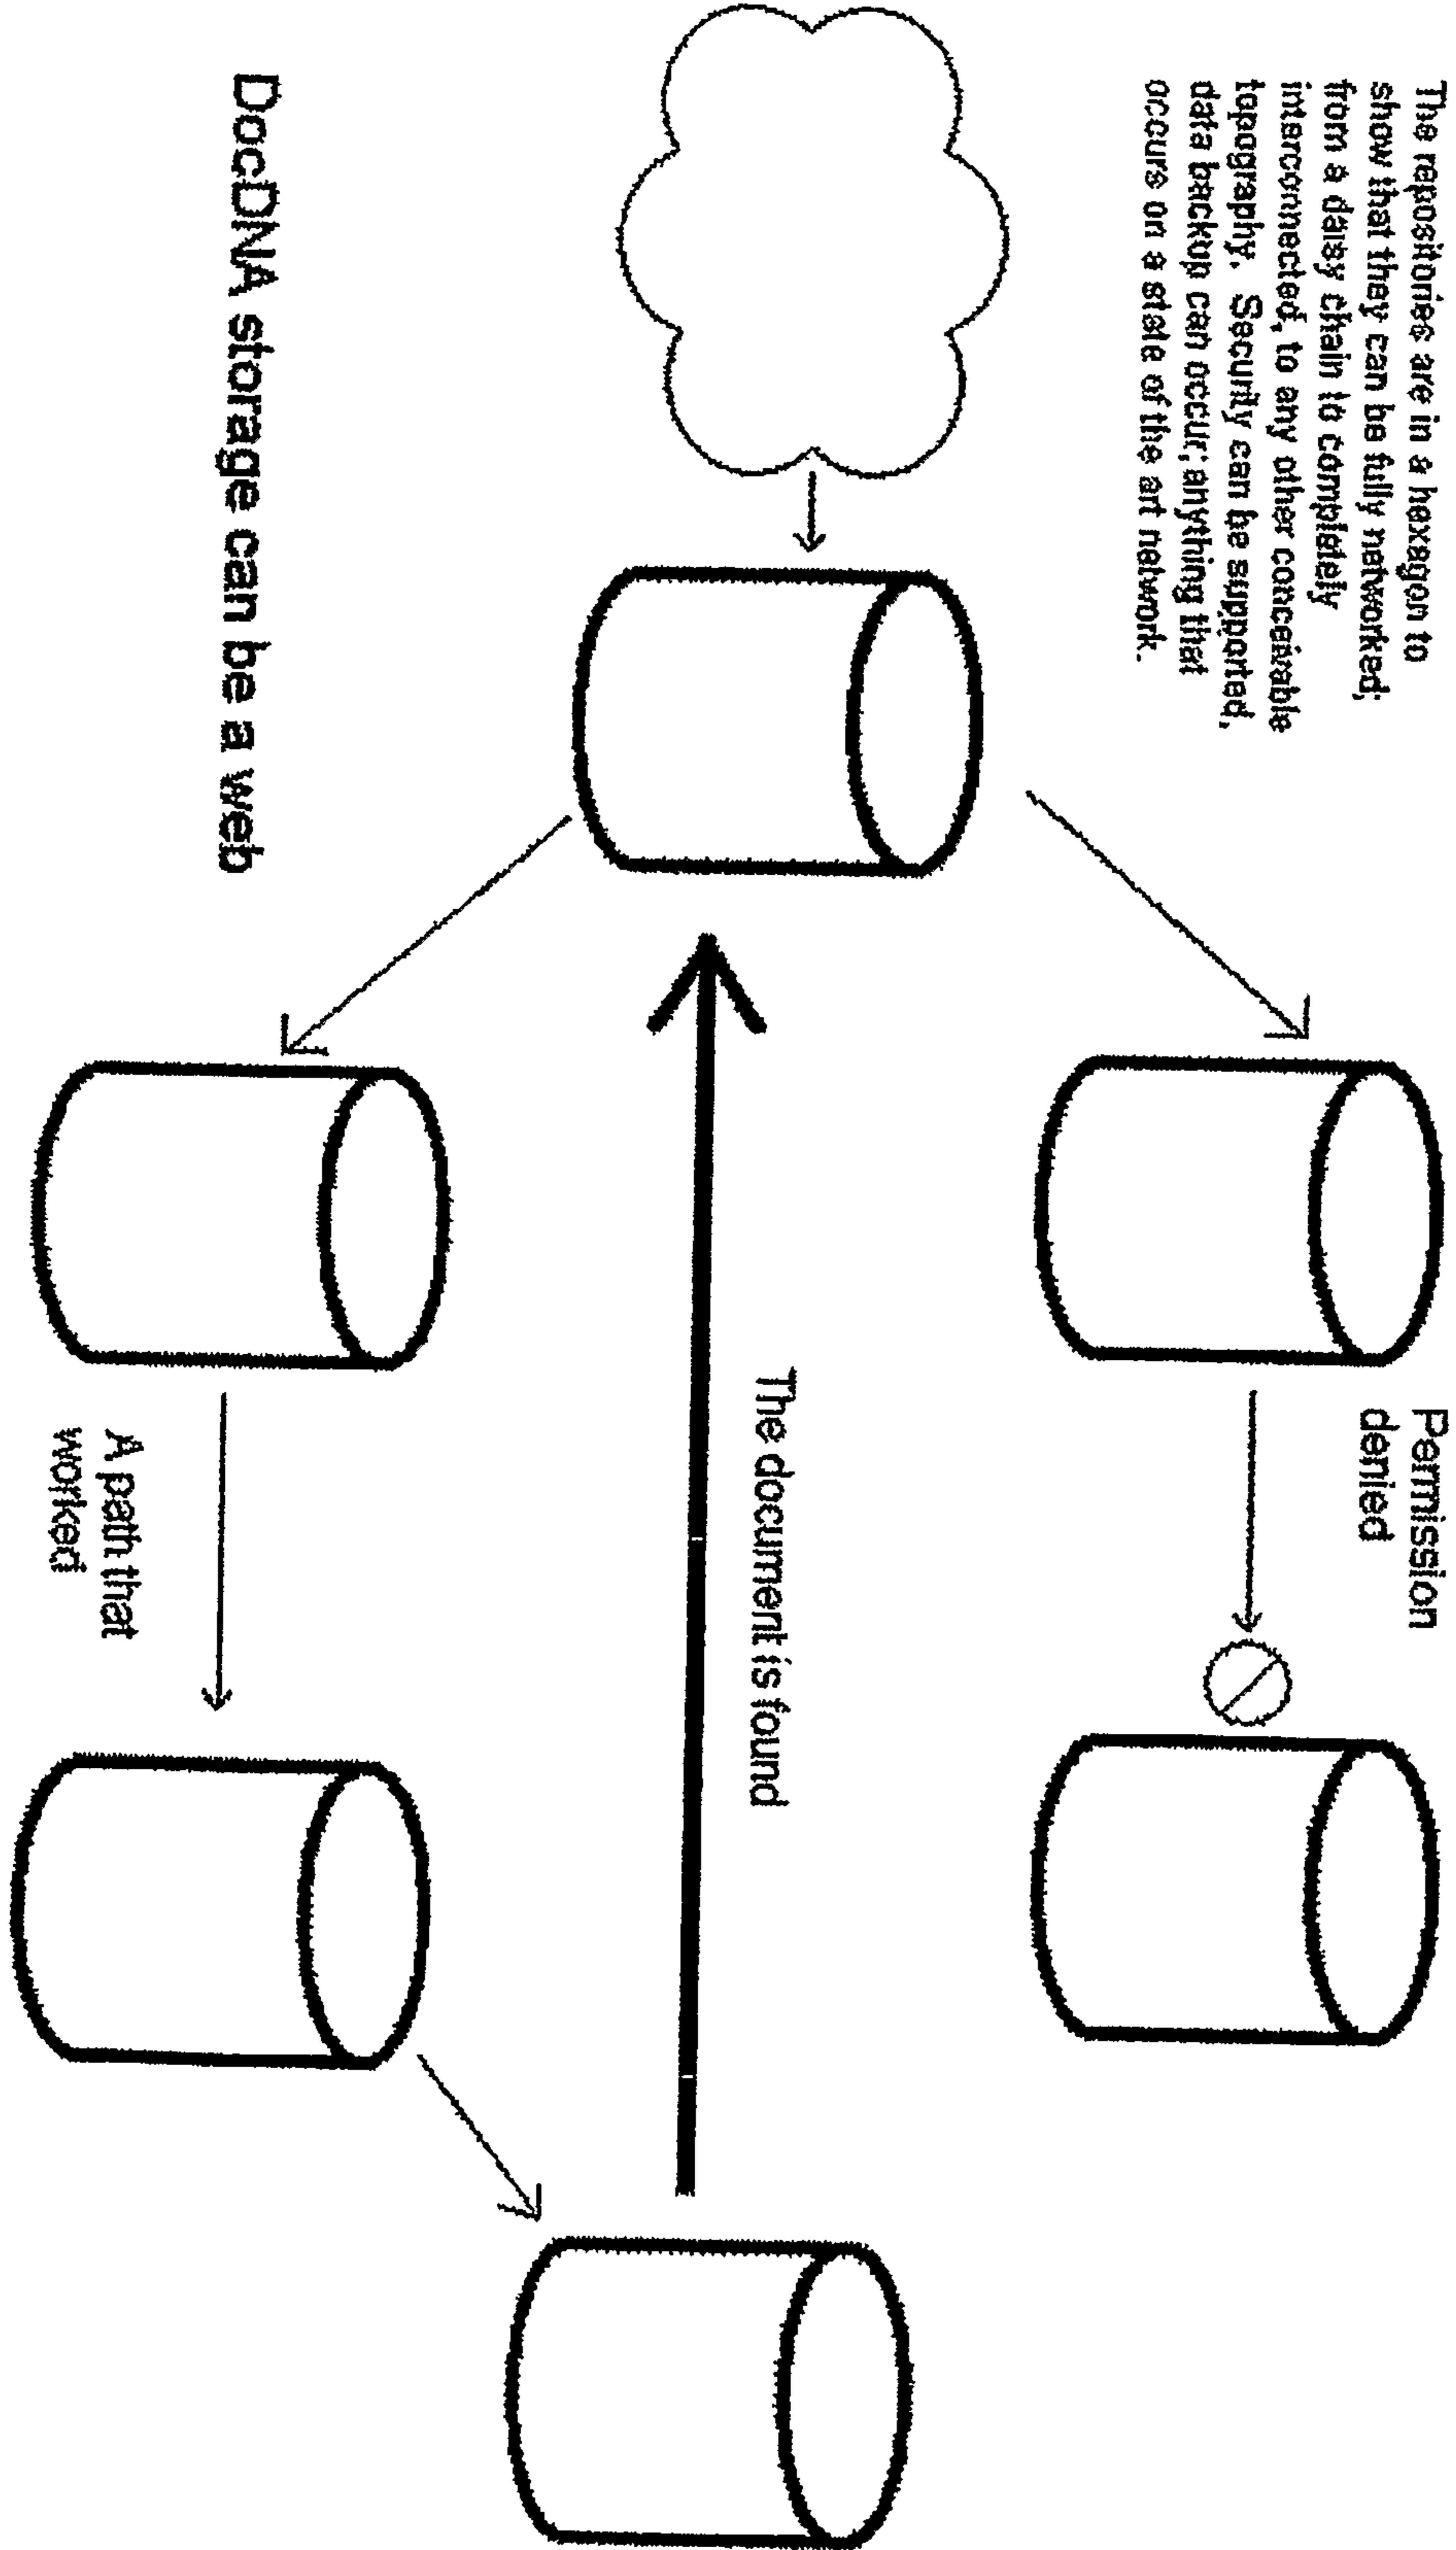 The repositories are in a hexagon to
show that they can be fully networked;
from a daisy chain to completely
interconnected, to any other conceivable
topography. Security can be supported,
data backup can occur; anything that
occurs on a state of the art network.
Permission
denied
The document is found
A path that
worked
DocDNA storage can be a web